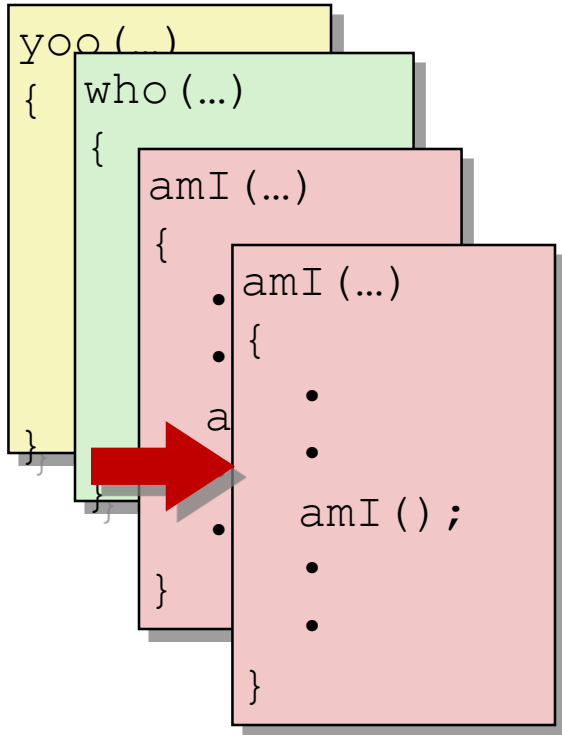 yoo(…)
{
}
who(…)
{
}
amI(…)
{
•
•
a
•
}
amI(…)
{
•
•
amI();
•
•
}